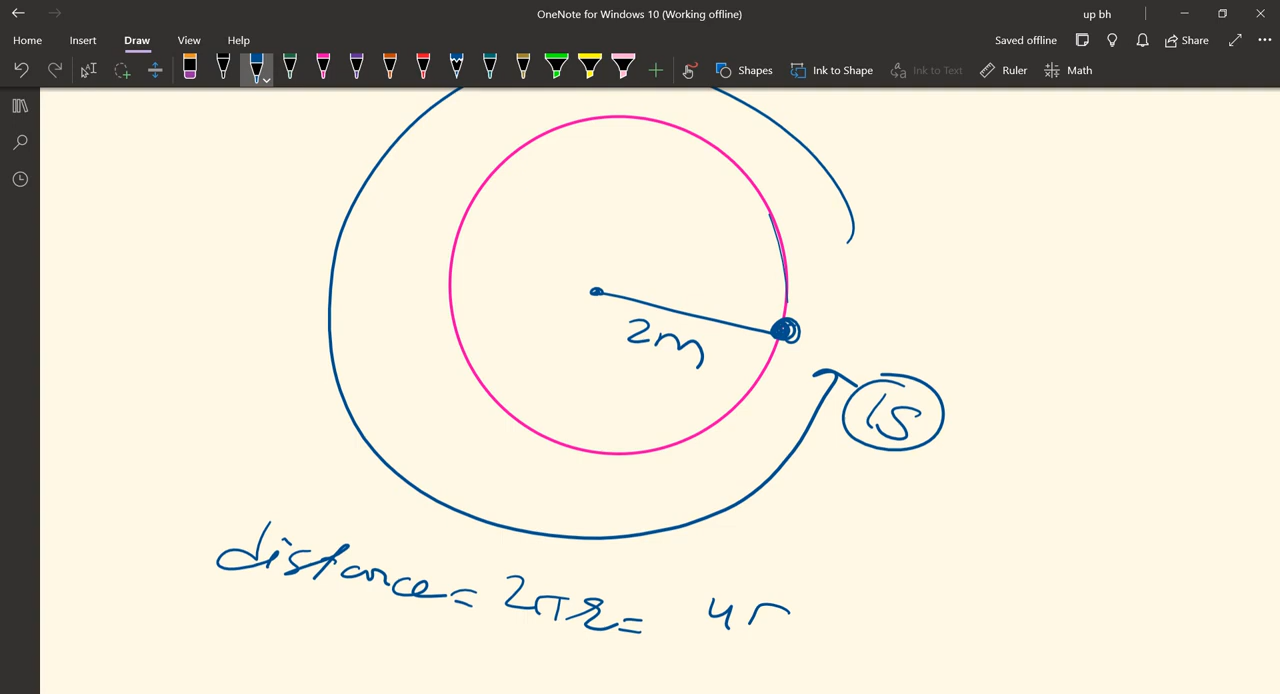 OneNote for Windows 10 (Working offline)
up bh
Home Insert Draw View Help
Saved offline Share
Shapes Ink to Shape Ink to Text Ruler Math
2m
1S
distance = 2πr = 4